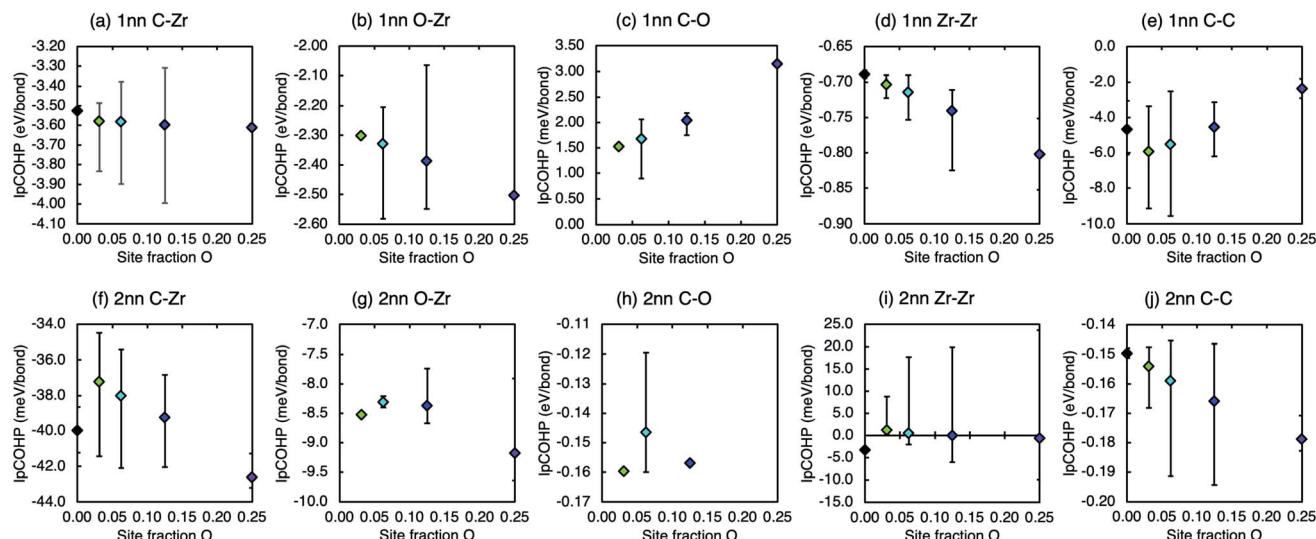 (a) 1nn C-Zr
(b) 1nn O-Zr
(c) 1nn C-O
(d) 1nn Zr-Zr
(e) 1nn C-C
IpCOHP (eV/bond)
-3.20
-3.30
-3.40
-3.50
-3.60
-3.70
-3.80
-3.90
-4.00
-4.10
0.00 0.05 0.10 0.15 0.20 0.25
Site fraction O
IpCOHP (eV/bond)
-2.00
-2.10
-2.20
-2.30
-2.40
-2.50
-2.60
0.00 0.05 0.10 0.15 0.20 0.25
Site fraction O
IpCOHP (meV/bond)
3.50
3.00
2.50
2.00
1.50
1.00
0.50
0.00
0.00 0.05 0.10 0.15 0.20 0.25
Site fraction O
IpCOHP (eV/bond)
-0.65
-0.70
-0.75
-0.80
-0.85
-0.90
0.00 0.05 0.10 0.15 0.20 0.25
Site fraction O
IpCOHP (meV/bond)
0.0
-2.0
-4.0
-6.0
-8.0
-10.0
0.00 0.05 0.10 0.15 0.20 0.25
Site fraction O
(f) 2nn C-Zr
(g) 2nn O-Zr
(h) 2nn C-O
(i) 2nn Zr-Zr
(j) 2nn C-C
IpCOHP (meV/bond)
-34.0
-36.0
-38.0
-40.0
-42.0
-44.0
0.00 0.05 0.10 0.15 0.20 0.25
Site fraction O
IpCOHP (meV/bond)
-7.0
-7.5
-8.0
-8.5
-9.0
-9.5
-10.0
0.00 0.05 0.10 0.15 0.20 0.25
Site fraction O
IpCOHP (eV/bond)
-0.11
-0.12
-0.13
-0.14
-0.15
-0.16
-0.17
0.00 0.05 0.10 0.15 0.20 0.25
Site fraction O
IpCOHP (meV/bond)
25.0
20.0
15.0
10.0
5.0
0.0
-5.0
-10.0
-15.0
0.00 0.05 0.10 0.15 0.20 0.25
Site fraction O
IpCOHP (eV/bond)
-0.14
-0.15
-0.16
-0.17
-0.18
-0.19
-0.20
0.00 0.05 0.10 0.15 0.20 0.25
Site fraction O